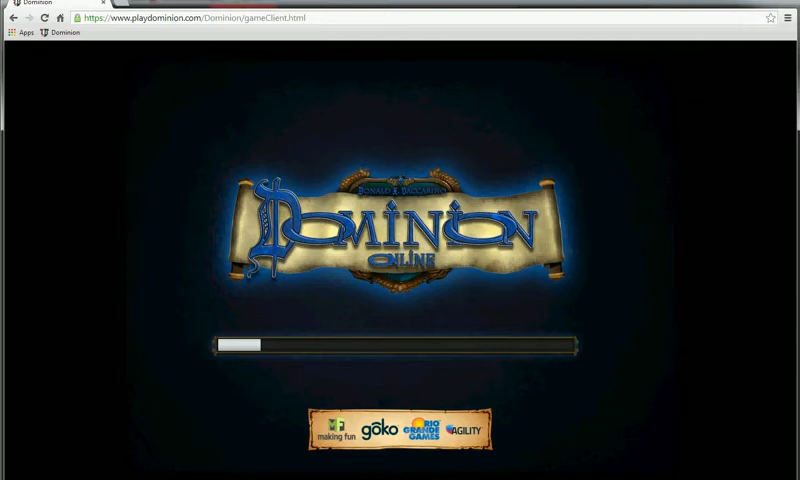 Dominion
https://www.playdominion.com/Dominion/gameClient.html
Apps Dominion
Donald X. Vaccarino
Dominion
Online
MF making fun goko RIO GRANDE GAMES AGILITY